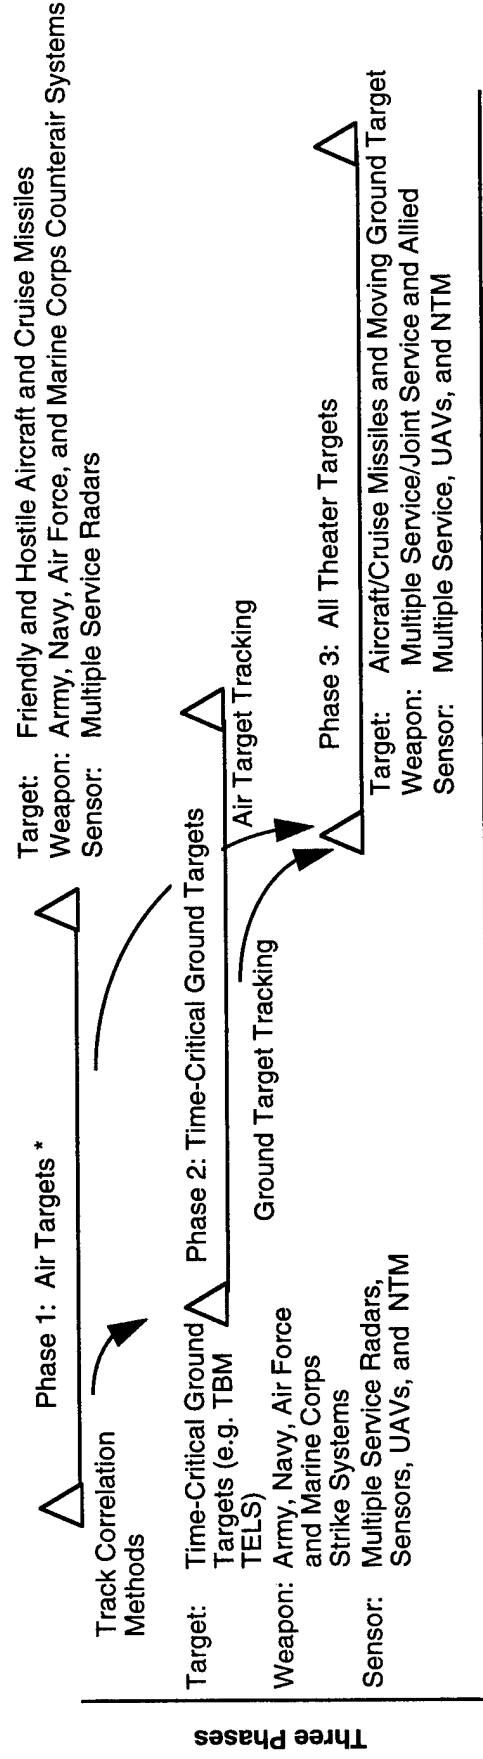 Three Phases
Phase 1: Air Targets *
Target: Friendly and Hostile Aircraft and Cruise Missiles
Weapon: Army, Navy, Air Force, and Marine Corps Counterair Systems
Sensor: Multiple Service Radars
Track Correlation
Methods
Phase 2: Time-Critical Ground Targets
Target: Time-Critical Ground
Targets (e.g. TBM
TELS)
Weapon: Army, Navy, Air Force
and Marine Corps
Strike Systems
Sensor: Multiple Service Radars,
Sensors, UAVs, and NTM
Air Target Tracking
Ground Target Tracking
Phase 3: All Theater Targets
Target: Aircraft/Cruise Missiles and Moving Ground Target
Weapon: Multiple Service/Joint Service and Allied
Sensor: Multiple Service, UAVs, and NTM